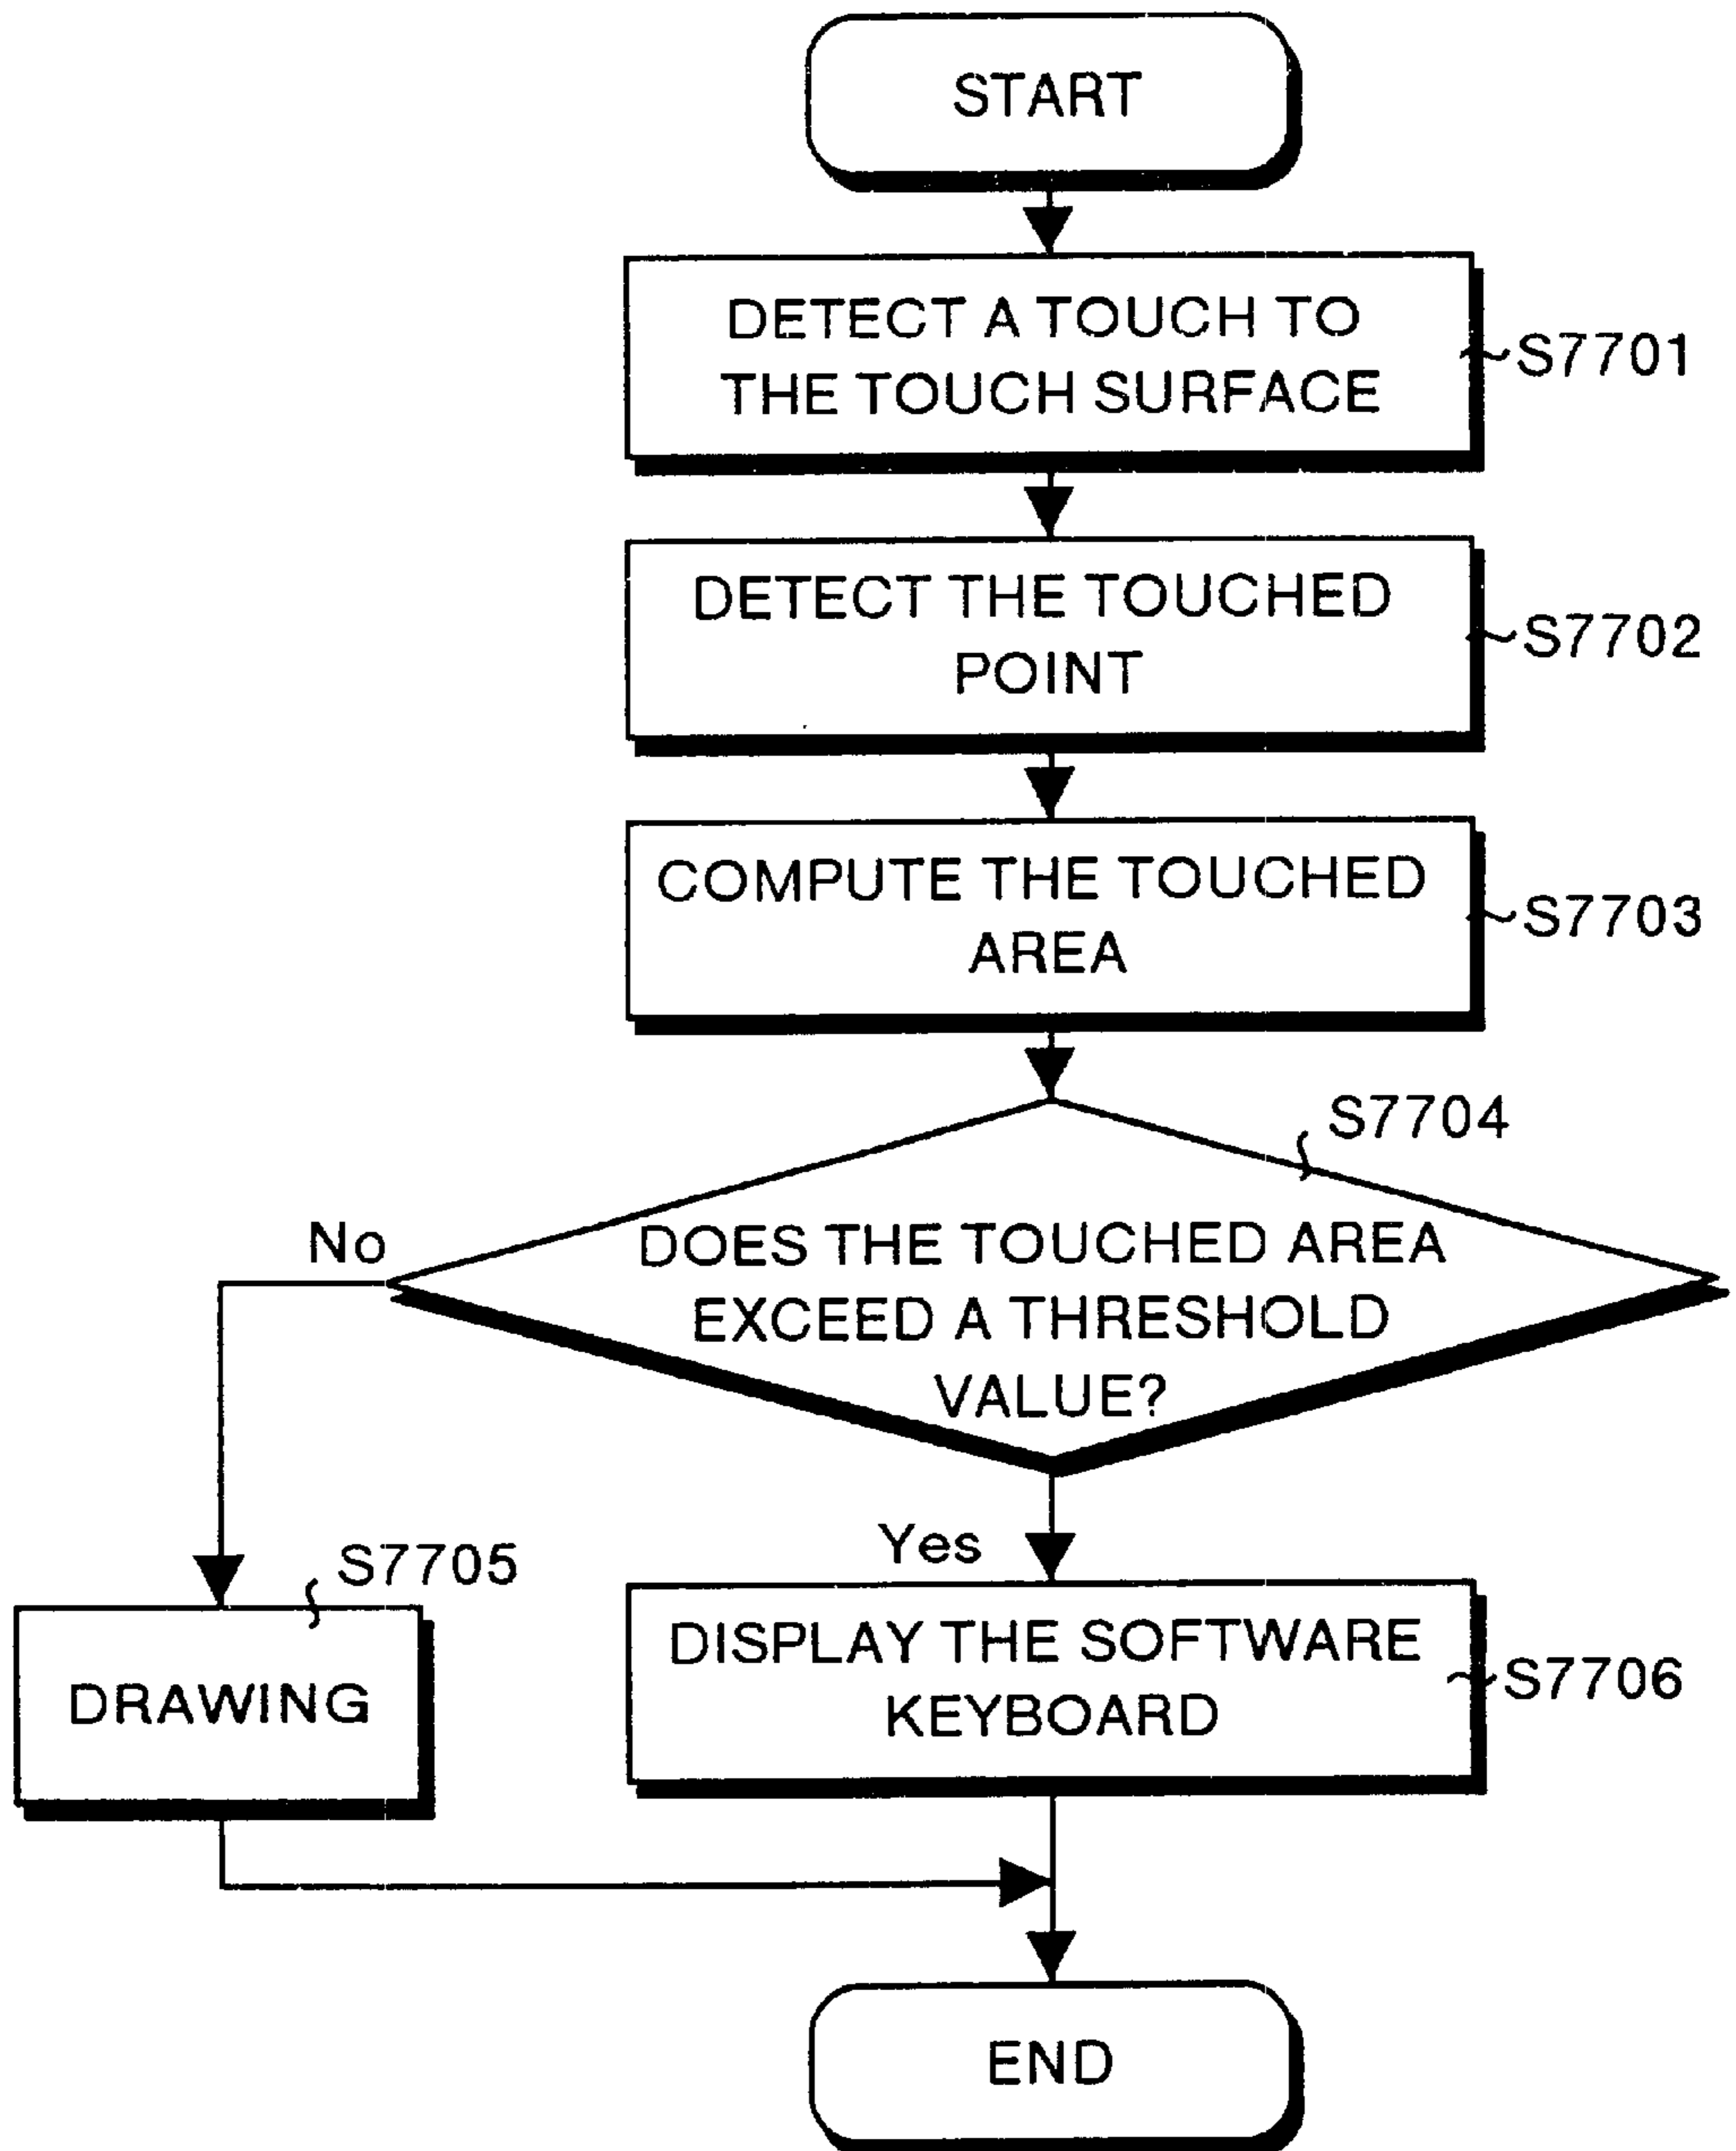 START
DETECT A TOUCH TO
THE TOUCH SURFACE
S7701
DETECT THE TOUCHED
POINT
S7702
COMPUTE THE TOUCHED
AREA
S7703
S7704
No
DOES THE TOUCHED AREA
EXCEED A THRESHOLD
VALUE?
Yes
S7705
DRAWING
DISPLAY THE SOFTWARE
KEYBOARD
S7706
END